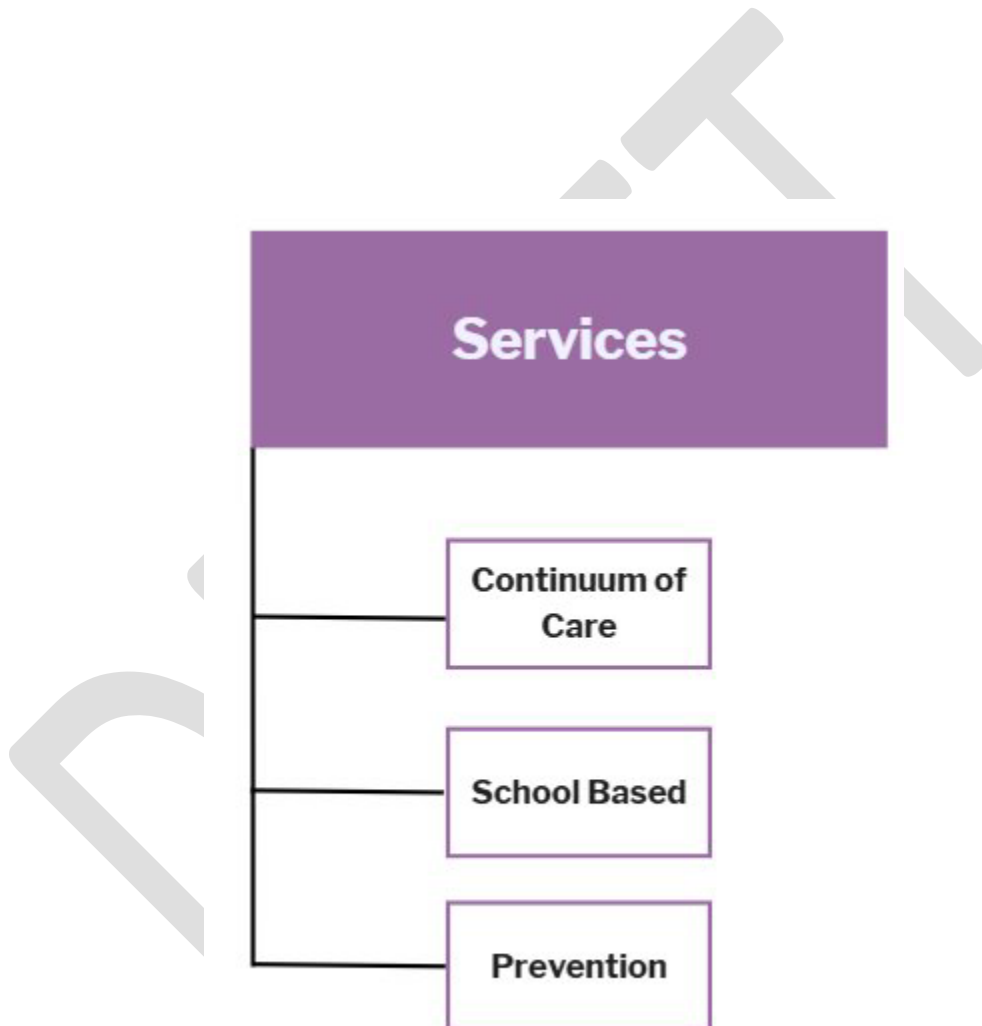 Services
Continuum of
Care
School Based
Prevention